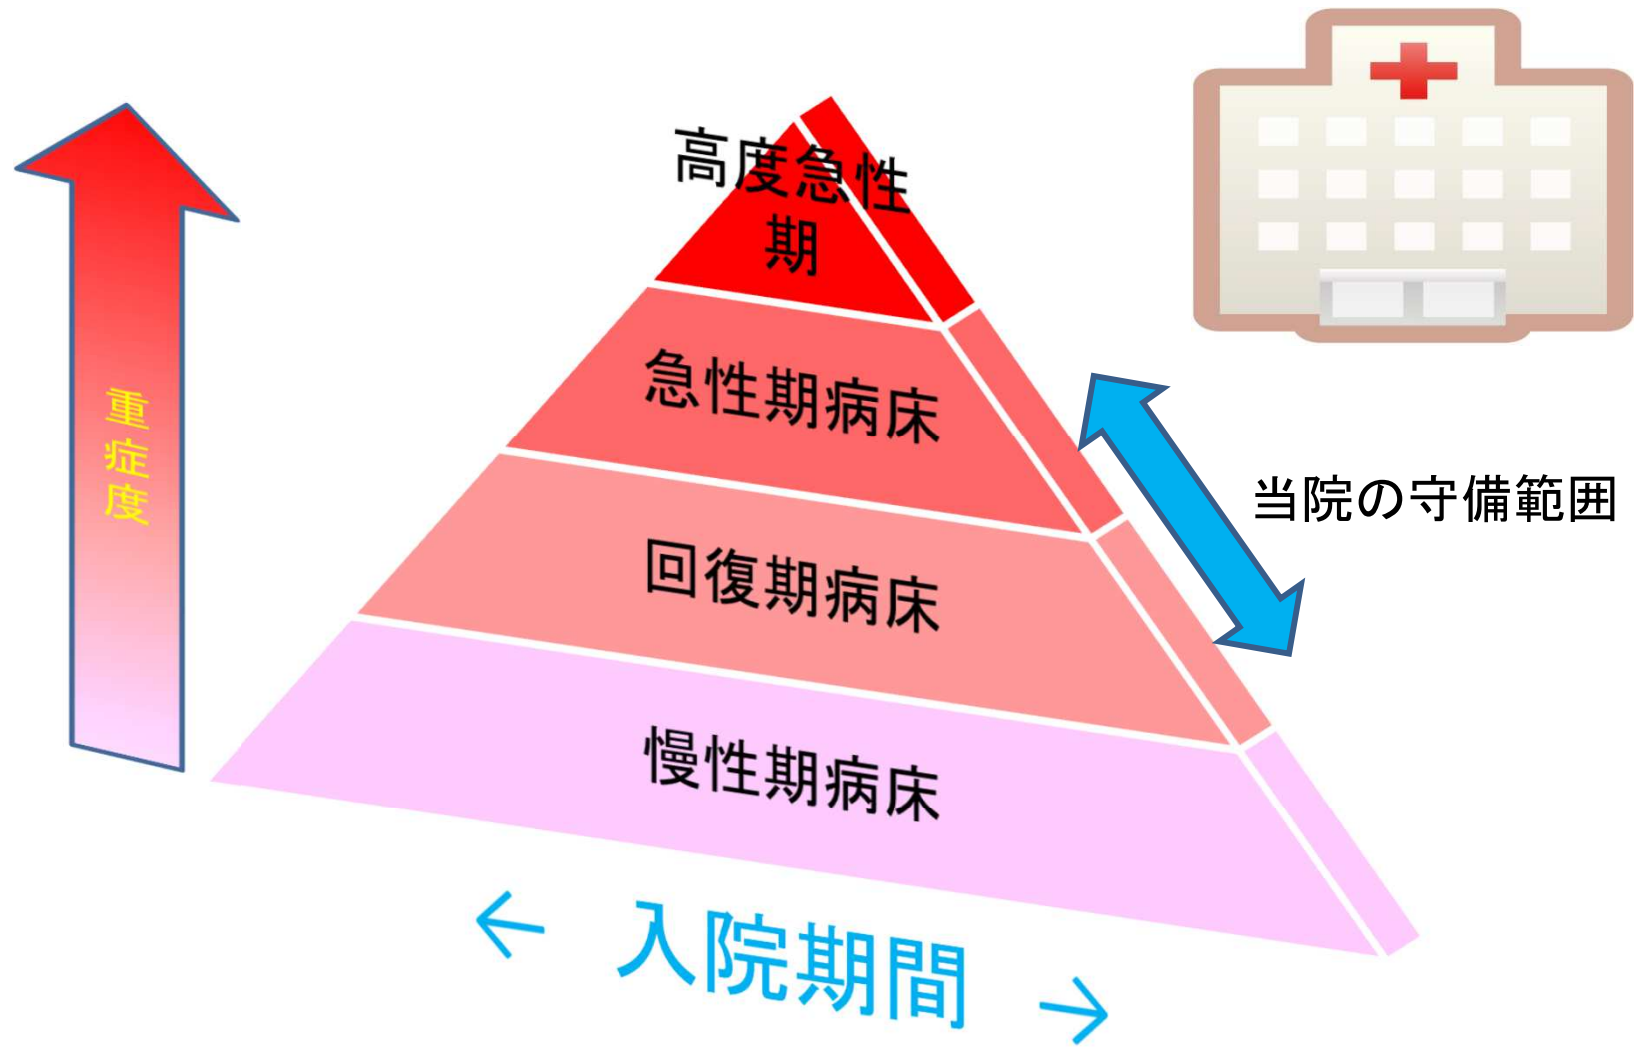 高度急性
期
急性期病床
回復期病床
慢性期病床
重症度
当院の守備範囲
← 入院期間 →